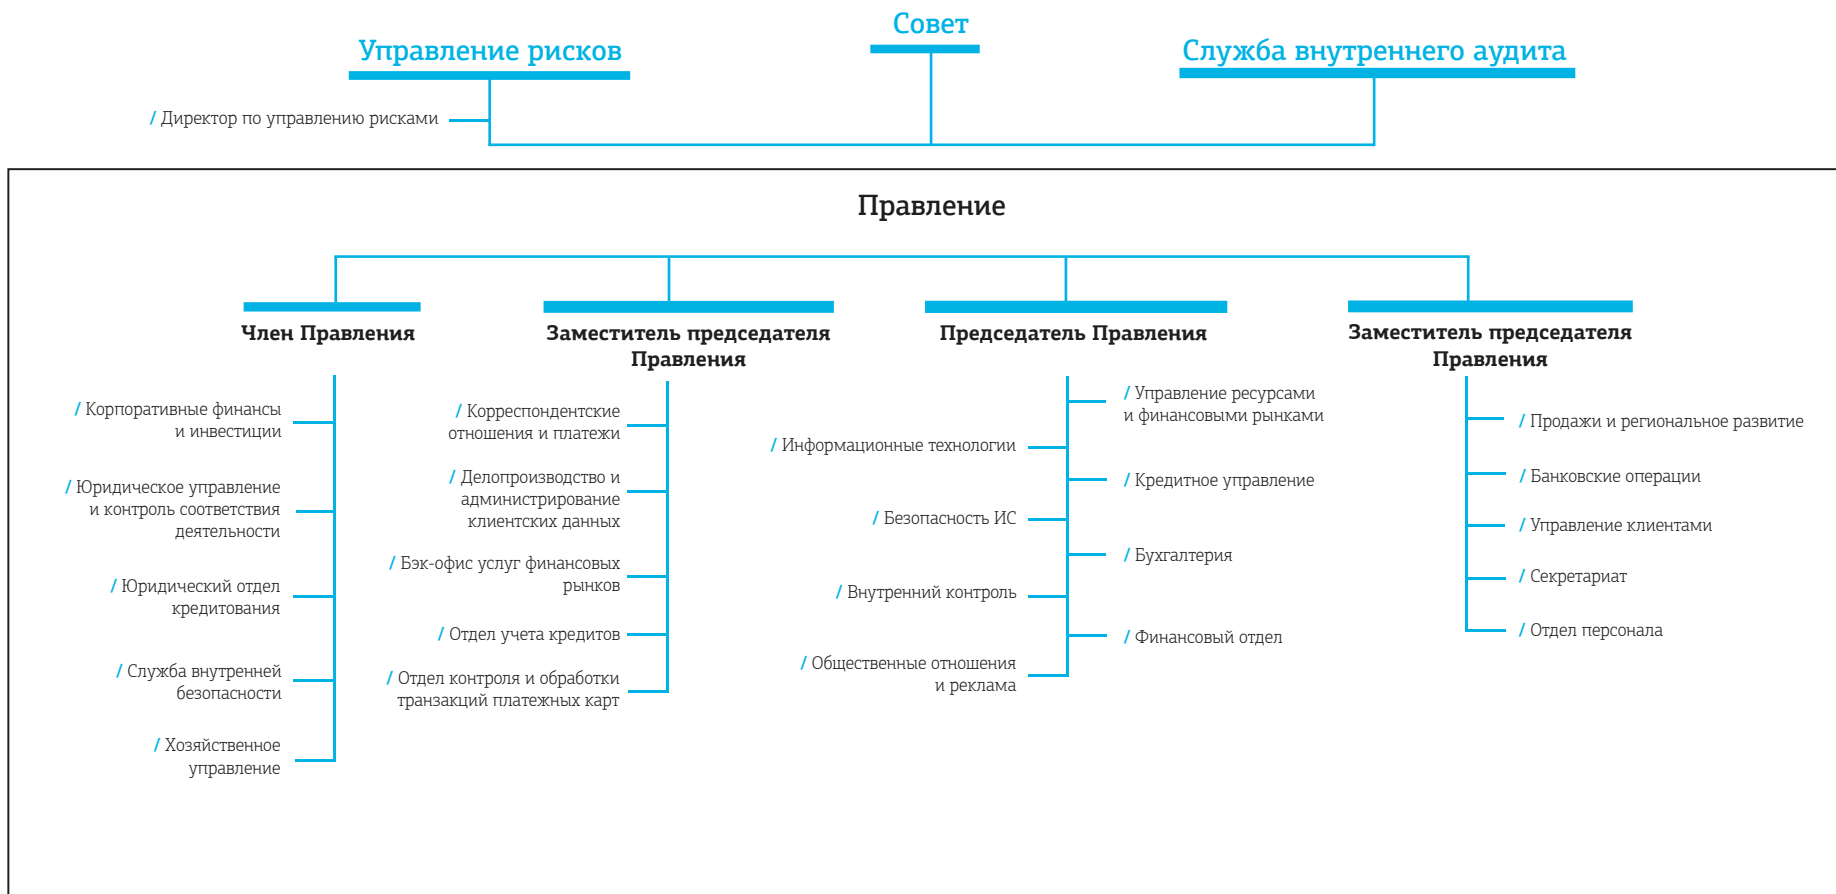 Совет
Управление рисков
Служба внутреннего аудита
/ Директор по управлению рисками
Правление
Член Правления
/ Корпоративные финансы
и инвестиции
/ Юридическое управление
и контроль соответствия
деятельности
/ Юридический отдел
кредитования
/ Служба внутренней
безопасности
/ Хозяйственное
управление
Заместитель председателя
Правления
/ Корреспондентские
отношения и платежи
/ Делопроизводство и
администрирование
клиентских данных
/ Бэк-офис услуг финансовых
рынков
/ Отдел учета кредитов
/ Отдел контроля и обработки
транзакций платежных карт
Председатель Правления
/ Информационные технологии
/ Безопасность ИС
/ Внутренний контроль
/ Общественные отношения
и реклама
/ Управление ресурсами
и финансовыми рынками
/ Кредитное управление
/ Бухгалтерия
/ Финансовый отдел
Заместитель председателя
Правления
/ Продажи и региональное развитие
/ Банковские операции
/ Управление клиентами
/ Секретариат
/ Отдел персонала